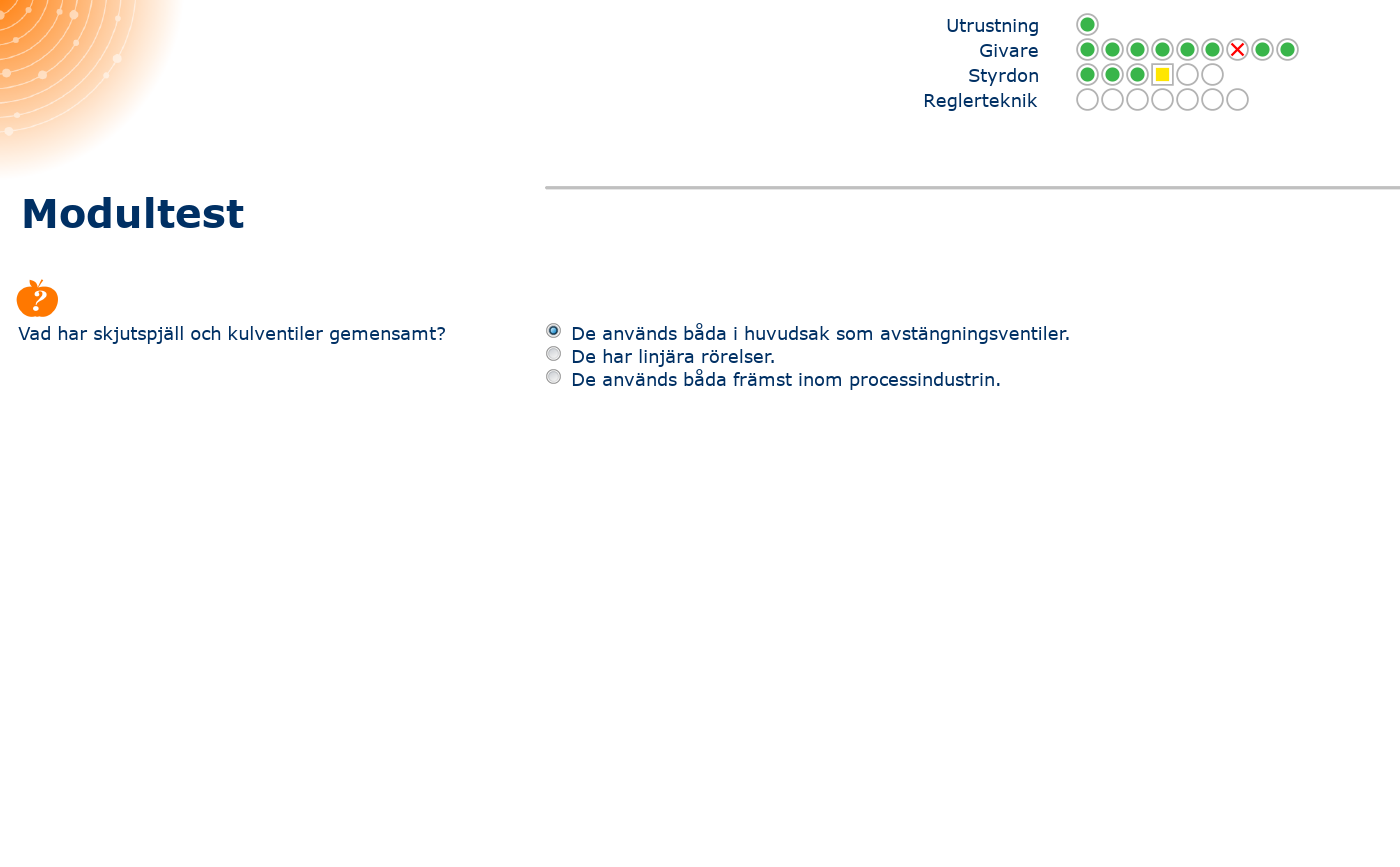 Utrustning
Givare
Styrdon
Reglerteknik
Modultest
?
Vad har skjutspjäll och kulventiler gemensamt?
De används båda i huvudsak som avstängningsventiler.
De har linjära rörelser.
De används båda främst inom processindustrin.